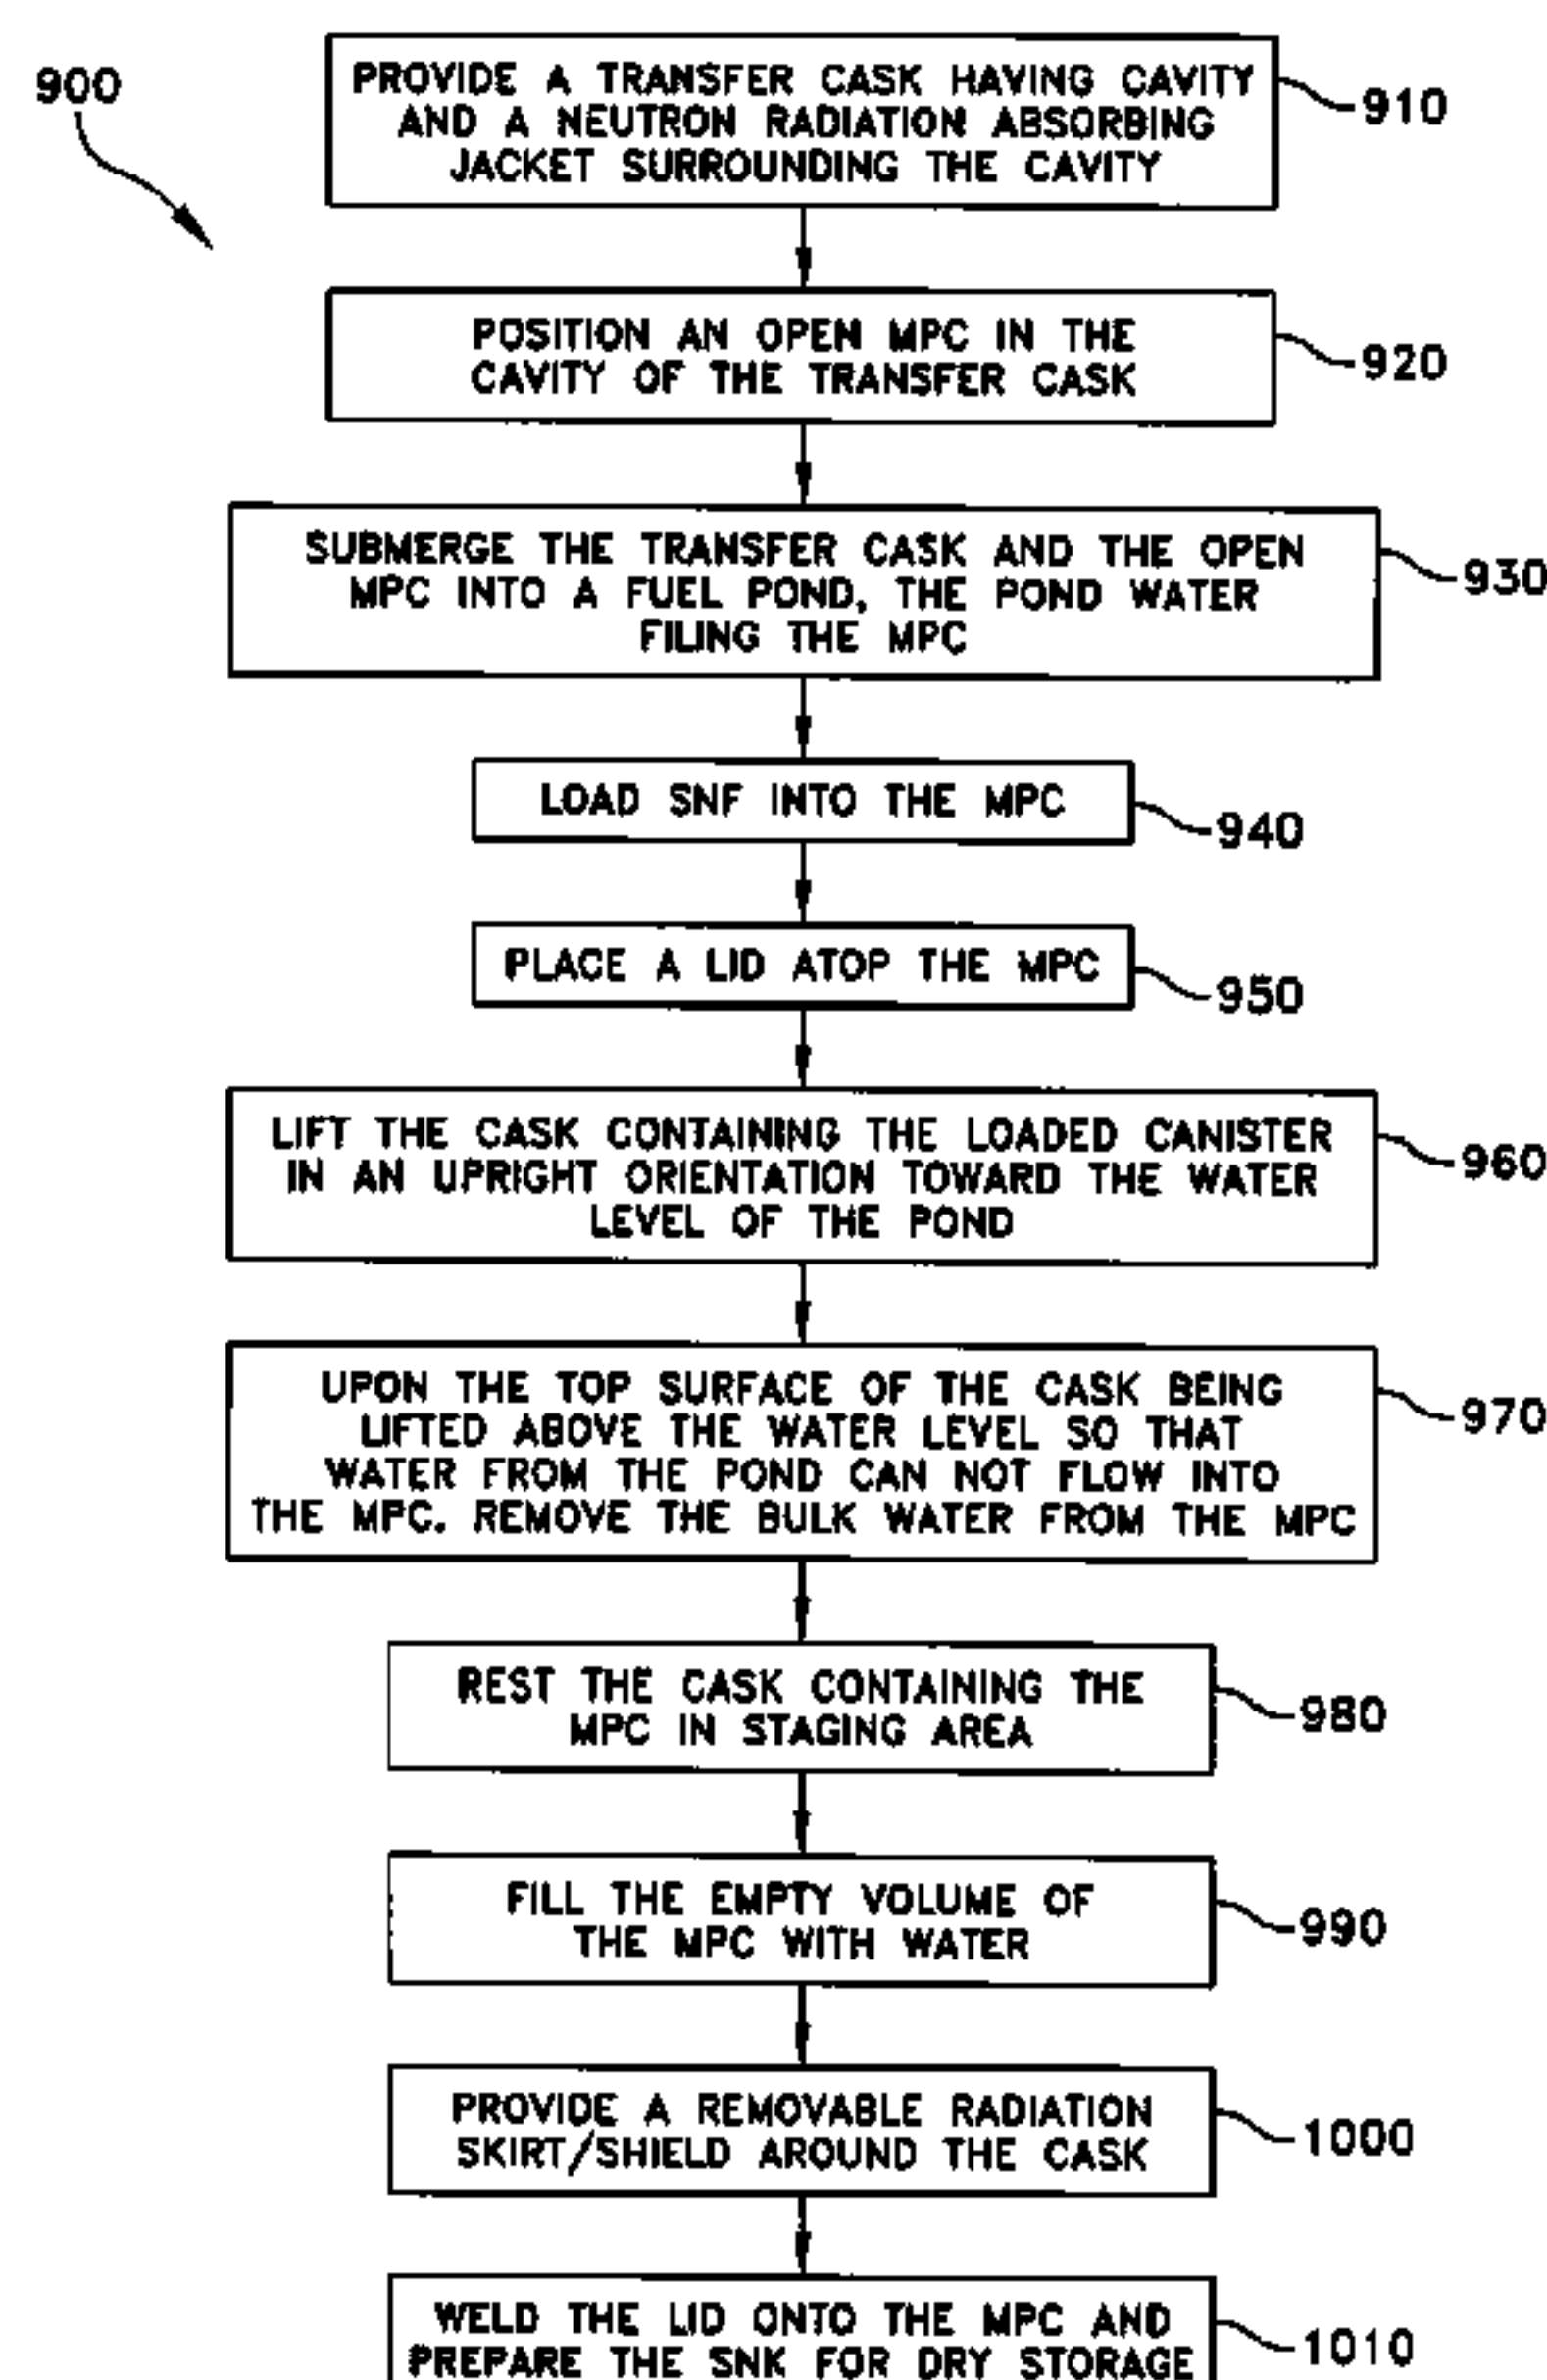 900
PROVIDE A TRANSFER CASK HAVING CAVITY
AND A NEUTRON RADIATION ABSORBING
JACKET SURROUNDING THE CAVITY
910
POSITION AN OPEN MPC IN THE
CAVITY OF THE TRANSFER CASK
920
SUBMERGE THE TRANSFER CASK AND THE OPEN
MPC INTO A FUEL POND, THE POND WATER
FILING THE MPC
930
LOAD SNF INTO THE MPC
940
PLACE A LID ATOP THE MPC
950
LIFT THE CASK CONTAINING THE LOADED CANISTER
IN AN UPRIGHT ORIENTATION TOWARD THE WATER
LEVEL OF THE POND
960
UPON THE TOP SURFACE OF THE CASK BEING
LIFTED ABOVE THE WATER LEVEL SO THAT
WATER FROM THE POND CAN NOT FLOW INTO
THE MPC. REMOVE THE BULK WATER FROM THE MPC
970
REST THE CASK CONTAINING THE
MPC IN STAGING AREA
980
FILL THE EMPTY VOLUME OF
THE MPC WITH WATER
990
PROVIDE A REMOVABLE RADIATION
SKIRT/SHIELD AROUND THE CASK
1000
WELD THE LID ONTO THE MPC AND
PREPARE THE SNK FOR DRY STORAGE
1010